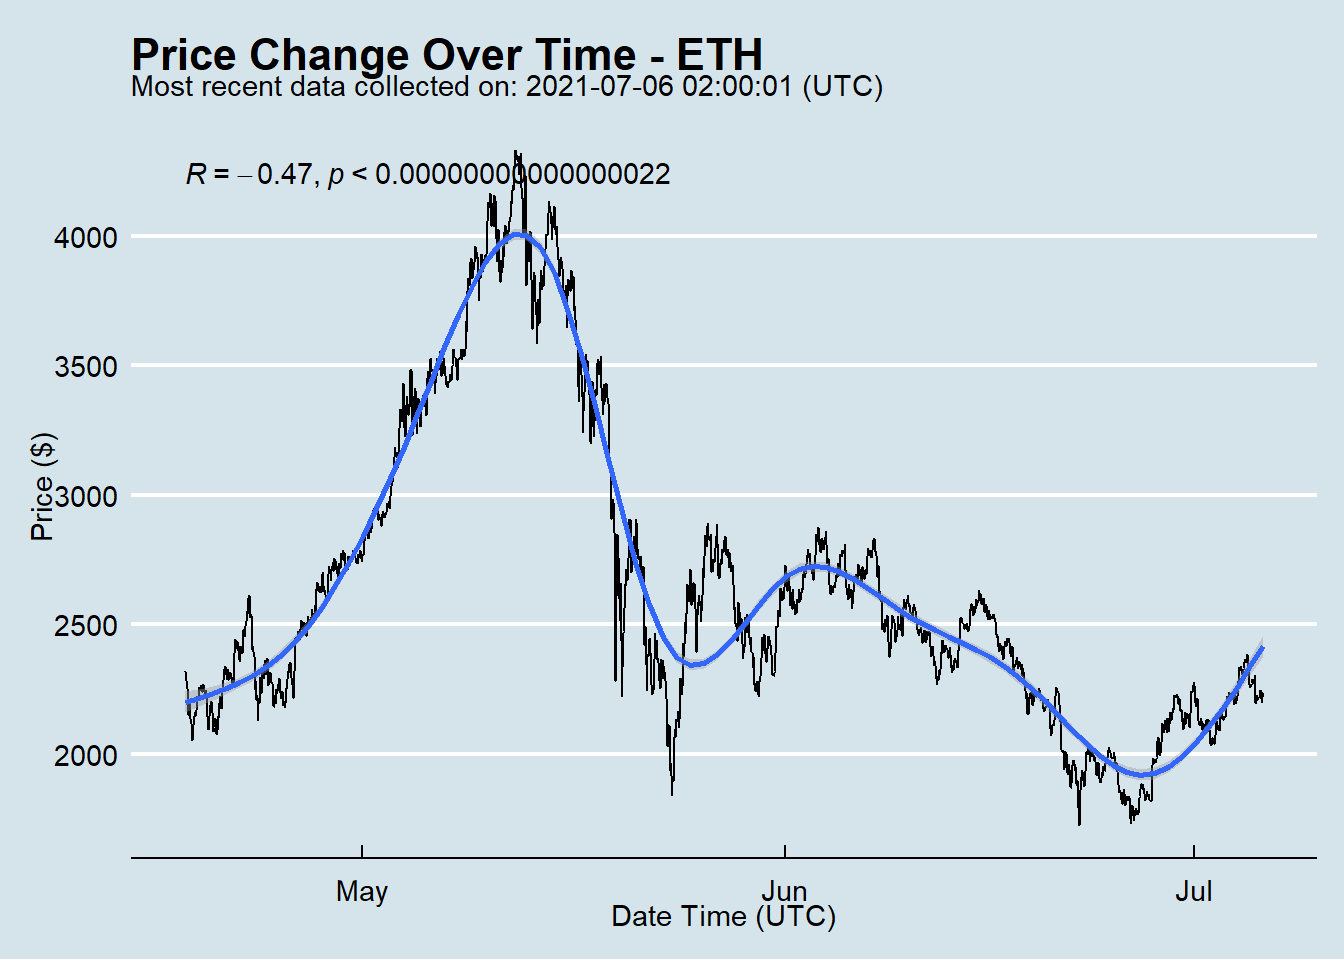 Price Change Over Time - ETH
Most recent data collected on: 2021-07-06 02:00:01 (UTC)
R = −0.47, p < 0.00000000000000022
4000
3500
3000
2500
2000
Price ($)
May
Jun
Jul
Date Time (UTC)